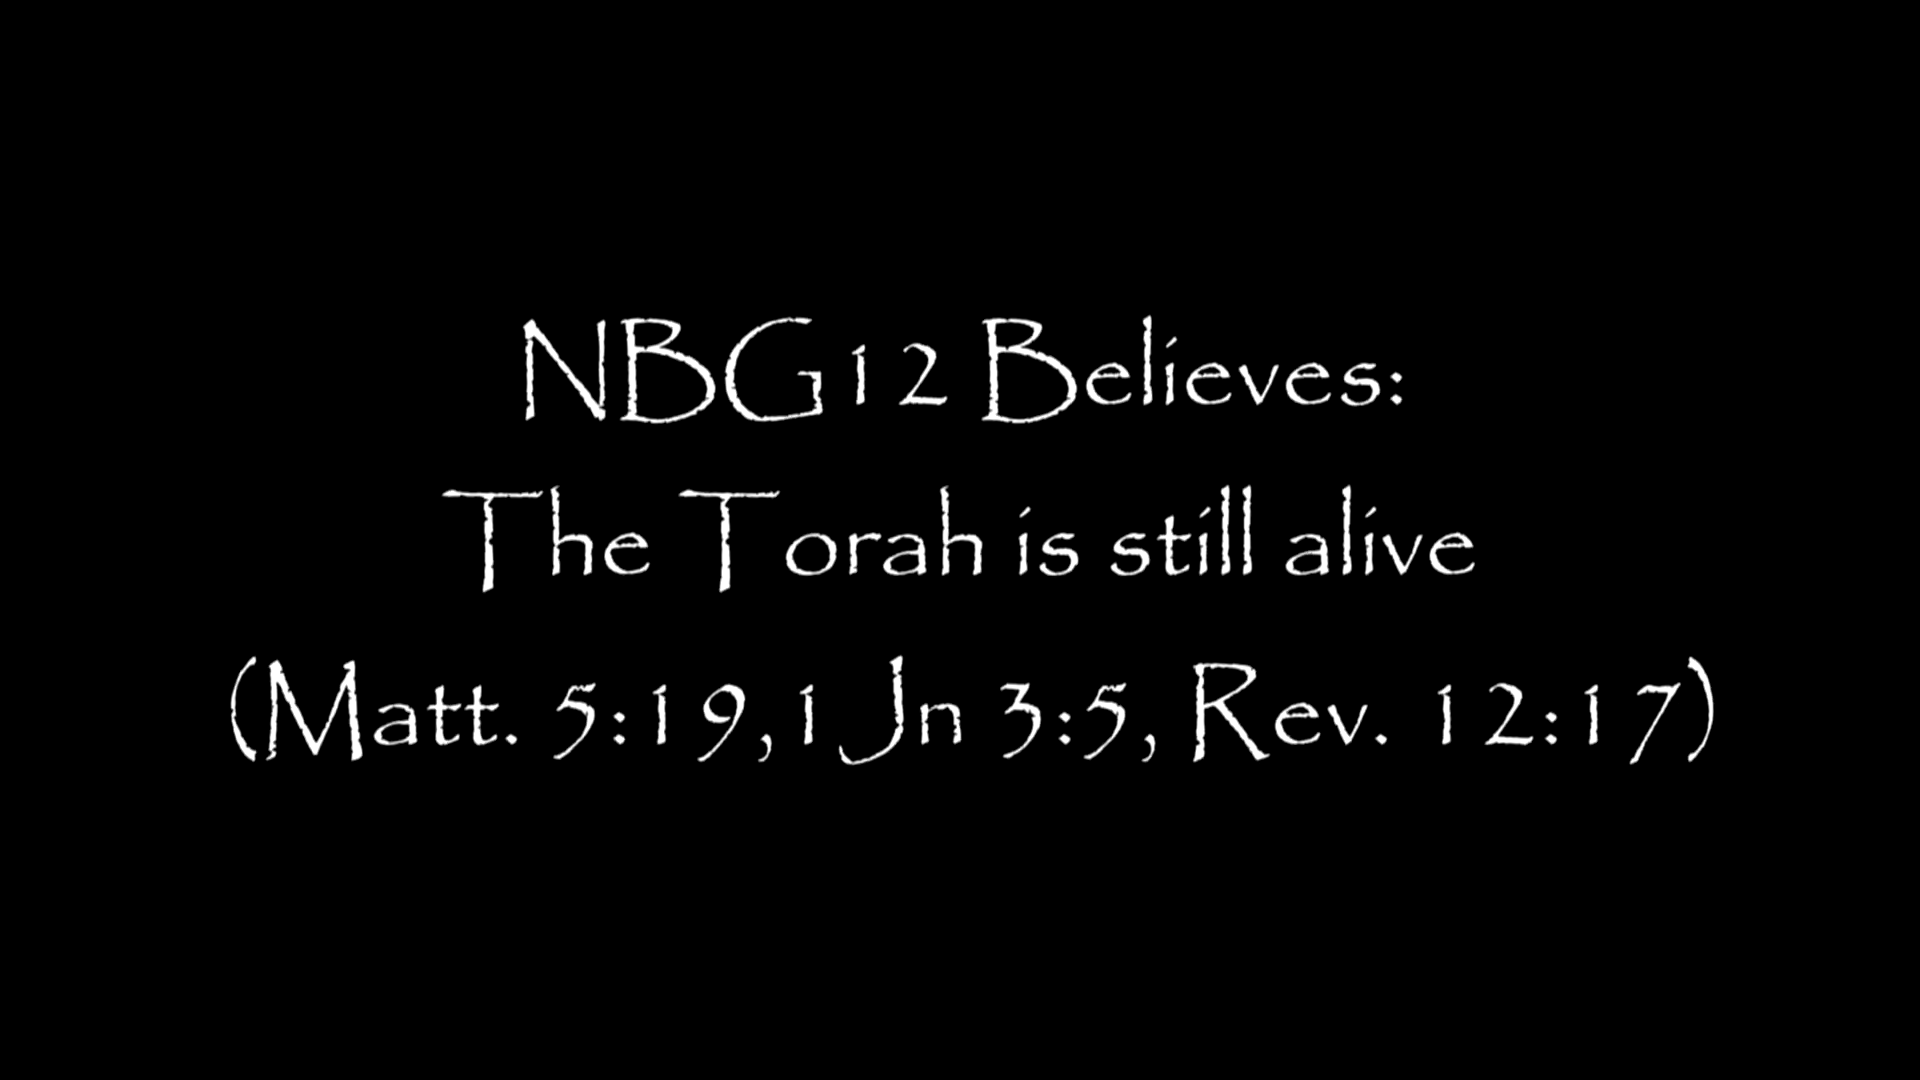 NBG12 Believes:
The Torah is still alive
(Matt. 5:19,1 Jn 3:5, Rev. 12:17)